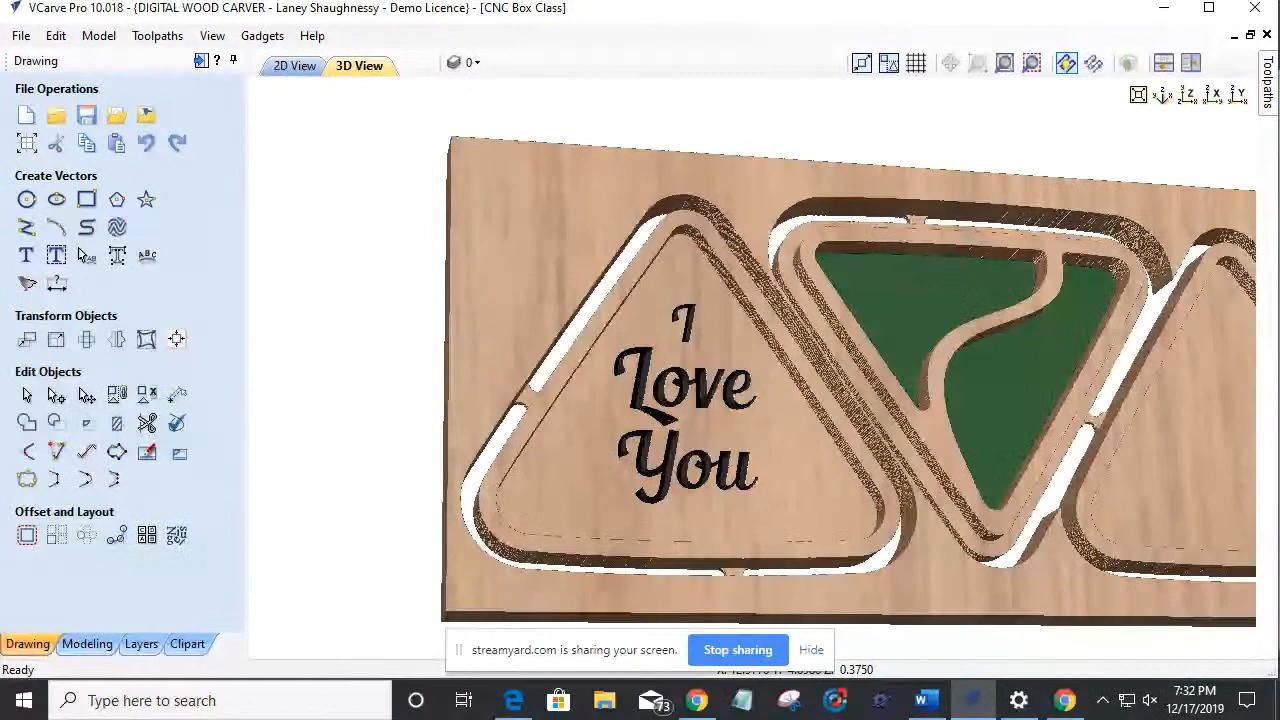 VCarve Pro 10.018 - {DIGITAL WOOD CARVER - Laney Shaughnessy - Demo Licence} - [CNC Box Class]
File Edit Model Toolpaths View Gadgets Help
Drawing
2D View
3D View
0
Toolpaths
File Operations
Create Vectors
Transform Objects
Edit Objects
Offset and Layout
I
Love
You
Drawing Modeling Layers Clipart
streamyard.com is sharing your screen. Stop sharing Hide
Ready
0.3750
Type here to search
73
7:32 PM
12/17/2019